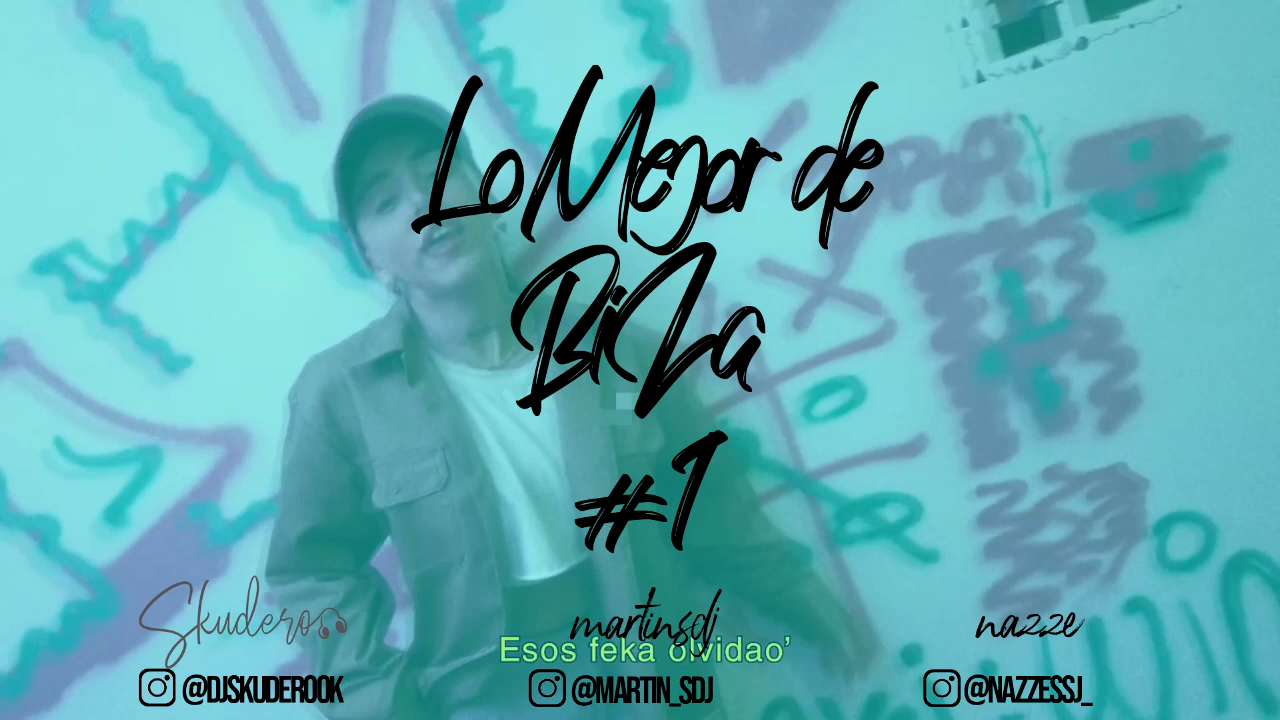 Lo Mejor de
BiZa
#1
Skudero
martinsdj
nazze
Esos feka olvidao’
@DJSKUDEROOK
@MARTIN_SDJ
@NAZZESSJ_